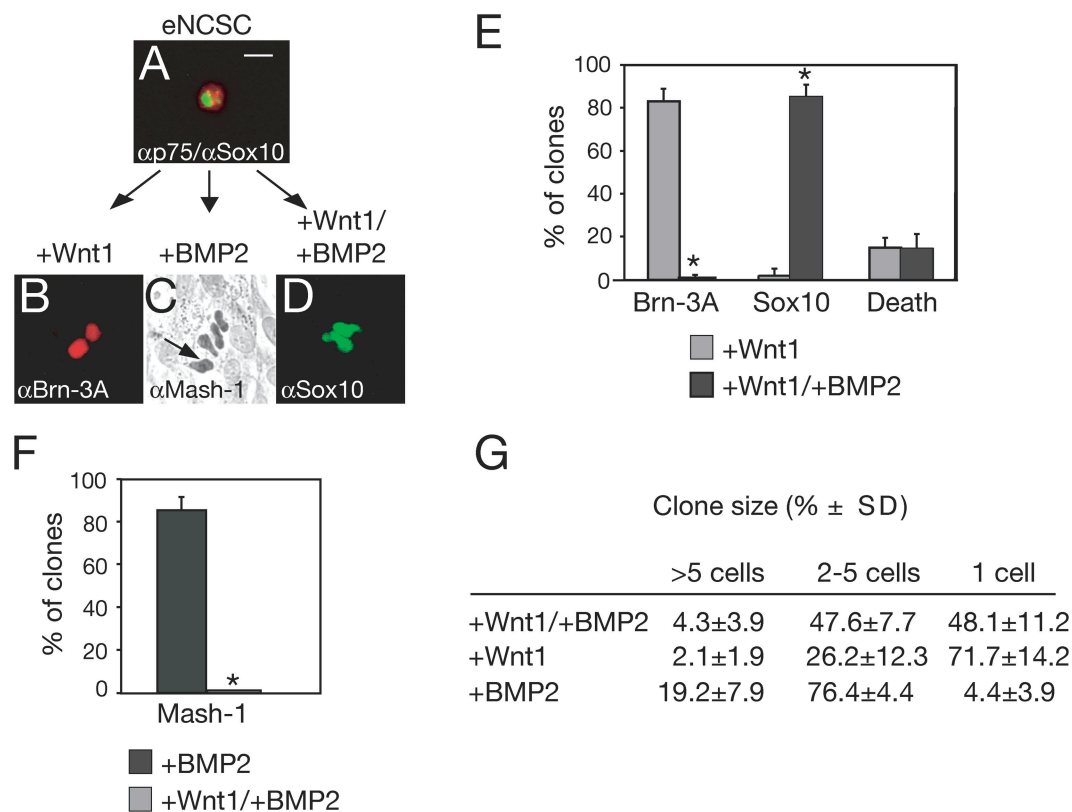 eNCSC
A
αp75/αSox10
+Wnt1
+BMP2
+Wnt1/
+BMP2
B
αBrn-3A
C
αMash-1
D
αSox10
E
% of clones
100
80
60
40
20
0
*
*
Brn-3A Sox10 Death
+Wnt1
+Wnt1/+BMP2
F
% of clones
100
80
60
40
20
0
*
Mash-1
+BMP2
+Wnt1/+BMP2
G
Clone size (% ± SD)
>5 cells 2-5 cells 1 cell
+Wnt1/+BMP2 4.3±3.9 47.6±7.7 48.1±11.2
+Wnt1 2.1±1.9 26.2±12.3 71.7±14.2
+BMP2 19.2±7.9 76.4±4.4 4.4±3.9